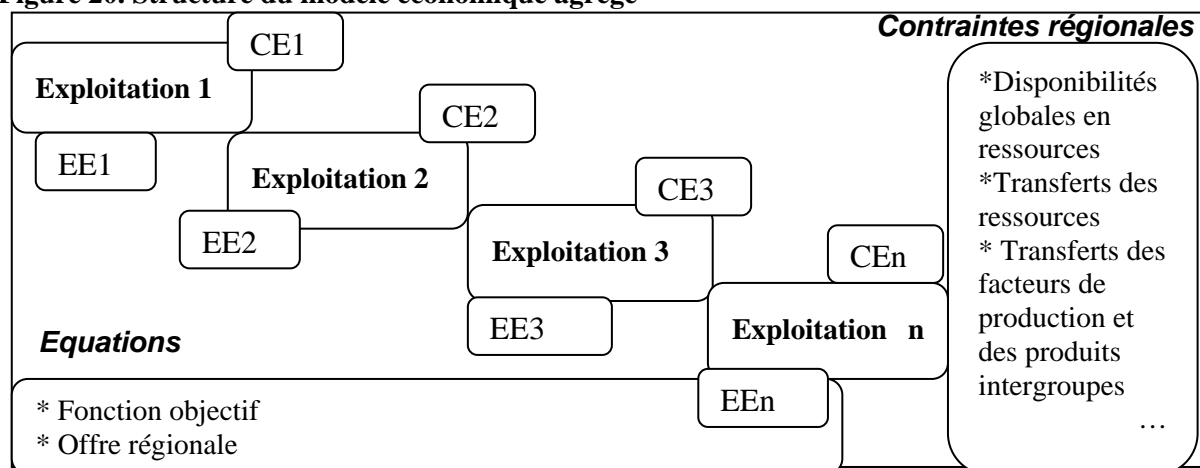 Figure 20. Structure du modèle économique agrégé
Contraintes régionales
CE1
Exploitation 1
EE1
CE2
Exploitation 2
EE2
CE3
Exploitation 3
EE3
CEn
Exploitation n
EEn
*Disponibilités
globales en
ressources
*Transferts des
ressources
* Transferts des
facteurs de
production et
des produits
intergroupes
…
Equations
* Fonction objectif
* Offre régionale